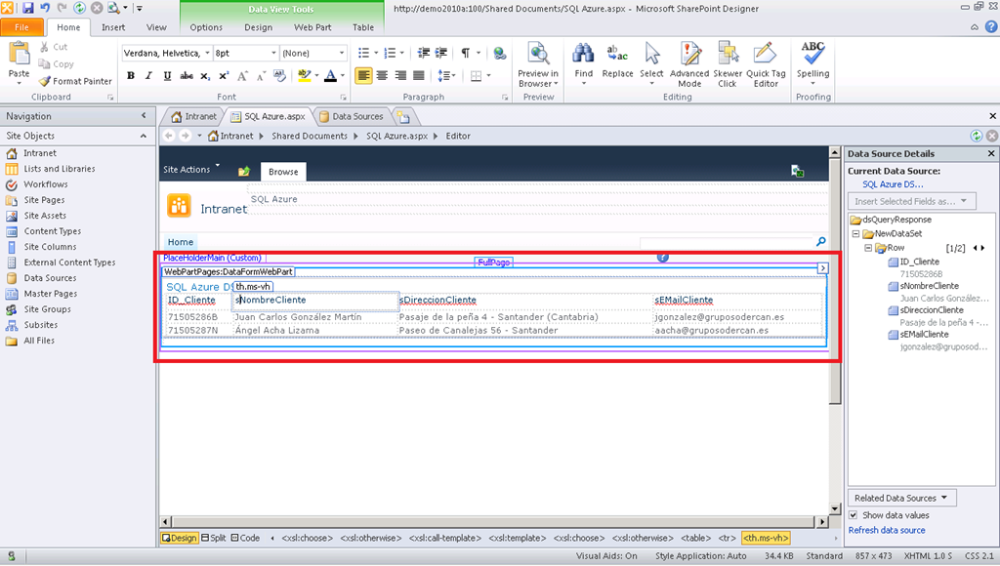 Data View Tools
http://demo2010a:100/Shared Documents/SQL Azure.aspx - Microsoft SharePoint Designer
File Home Insert View Options Design Web Part Table
Paste
Cut
Copy
Format Painter
Clipboard
Verdana, Helvetica, 8pt (None)
B I U abc X₂ X² A A A
Font
Paragraph
Preview in Browser
Preview
Find
Replace
Select
Advanced Mode
Skewer Click
Quick Tag Editor
Editing
ABC
Spelling
Proofing
Navigation
Site Objects
Intranet
Lists and Libraries
Workflows
Site Pages
Site Assets
Content Types
Site Columns
External Content Types
Data Sources
Master Pages
Site Groups
Subsites
All Files
Intranet SQL Azure.aspx Data Sources
Intranet Shared Documents SQL Azure.aspx Editor
Site Actions Browse
SQL Azure
Intranet
Home
PlaceHolderMain (Custom) FullPage
WebPartPages:DataFormWebPart
SQL Azure DS th.ms-vh
ID_Cliente sNombreCliente sDireccionCliente sEMailCliente
71505286B Juan Carlos González Martín Pasaje de la peña 4 - Santander (Cantabria) jgonzalez@gruposodercan.es
71505287N Ángel Acha Lizama Paseo de Canalejas 56 - Santander aacha@gruposodercan.es
Data Source Details
Current Data Source:
SQL Azure DS...
Insert Selected Fields as...
dsQueryResponse
NewDataSet
Row [1/2]
ID_Cliente
71505286B
sNombreCliente
Juan Carlos González...
sDireccionCliente
Pasaje de la peña 4 -...
sEMailCliente
jgonzalez@gruposod...
Related Data Sources
Show data values
Refresh data source
Design Split Code <xsl:choose> <xsl:otherwise> <xsl:call-template> <xsl:template> <xsl:choose> <xsl:otherwise> <table> <tr> <th.ms-vh>
Visual Aids: On Style Application: Auto 34.4 KB Standard 857 x 473 XHTML 1.0 S CSS 2.1